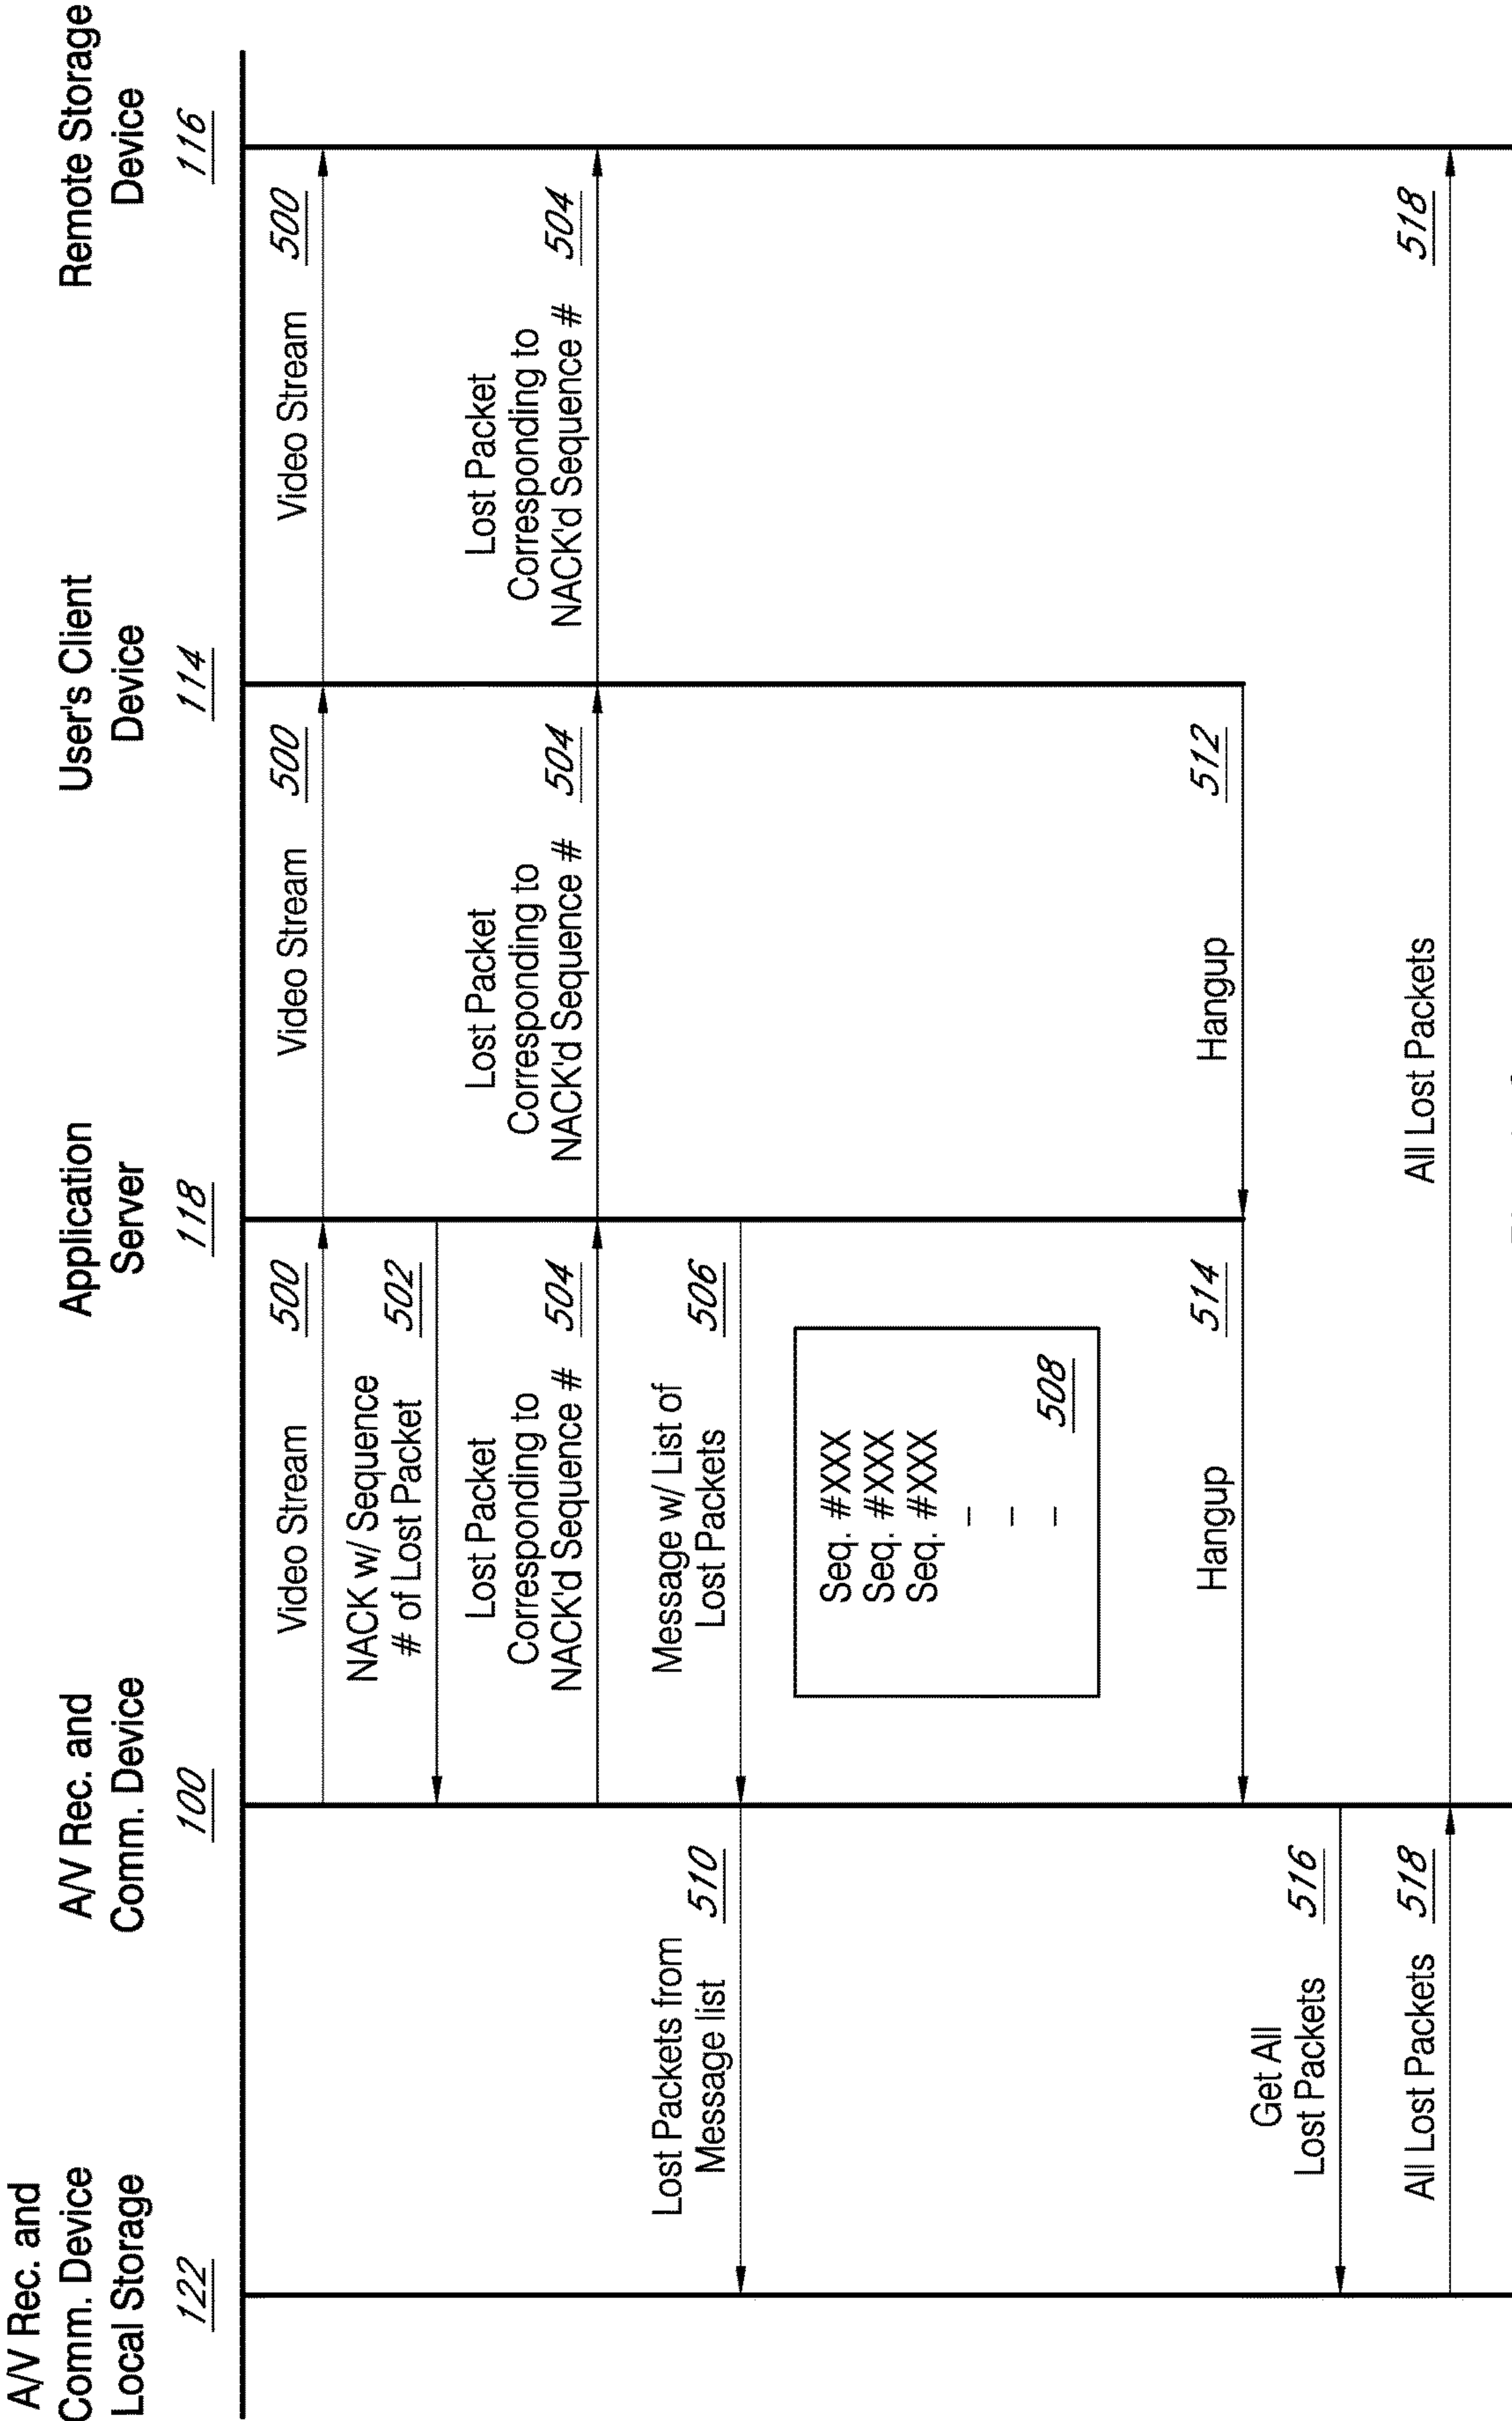 A/V Rec. and
Comm. Device
Local Storage
122
A/V Rec. and
Comm. Device
100
Application
Server
118
User's Client
Device
114
Remote Storage
Device
116
Video Stream
500
Video Stream
500
Video Stream
500
NACK w/ Sequence
# of Lost Packet
502
Lost Packet
Corresponding to
NACK'd Sequence #
504
Lost Packet
Corresponding to
NACK'd Sequence #
504
Lost Packet
Corresponding to
NACK'd Sequence #
504
Lost Packets from
Message list
510
Message w/ List of
Lost Packets
506
Seq. #XXX
Seq. #XXX
Seq. #XXX
–
–
–
508
Hangup
514
Hangup
512
Get All
Lost Packets
516
All Lost Packets
518
All Lost Packets
518